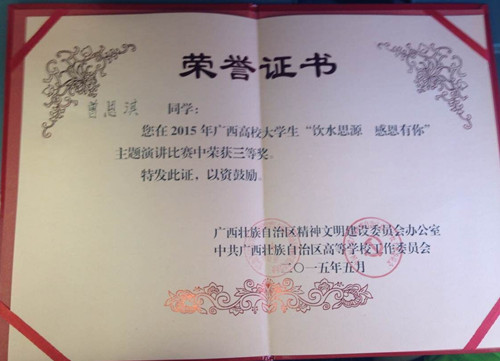 荣誉证书
曾思琪 同学:
您在2015年广西高校大学生“饮水思源 感恩有你”
主题演讲比赛中荣获三等奖。
特发此证，以资鼓励。
广西壮族自治区精神文明建设委员会办公室
中共广西壮族自治区高等学校工作委员会
二〇一五年五月